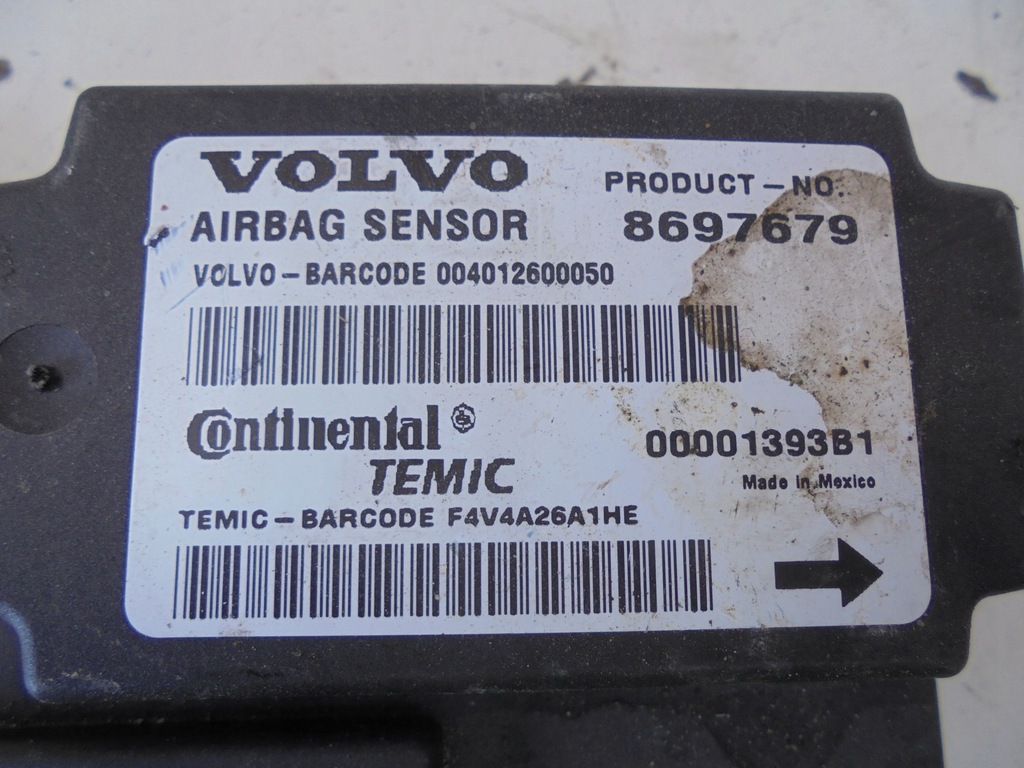 VOLVO PRODUCT-NO.
AIRBAG SENSOR 8697679
VOLVO-BARCODE 004012600050
Continental
TEMIC
00001393B1
Made in Mexico
TEMIC-BARCODE F4V4A26A1HE